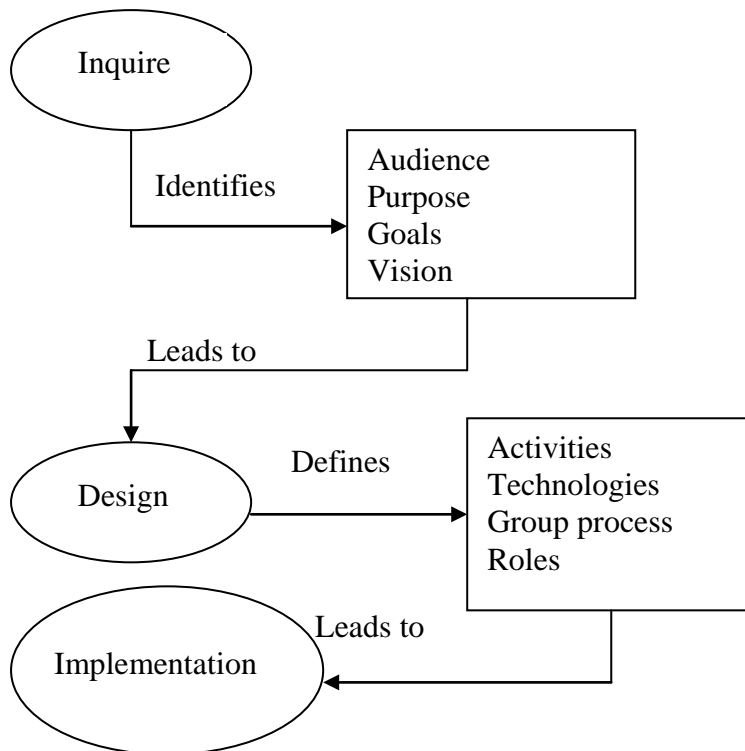 Inquire
Identifies
Audience
Purpose
Goals
Vision
Leads to
Design
Defines
Activities
Technologies
Group process
Roles
Leads to
Implementation